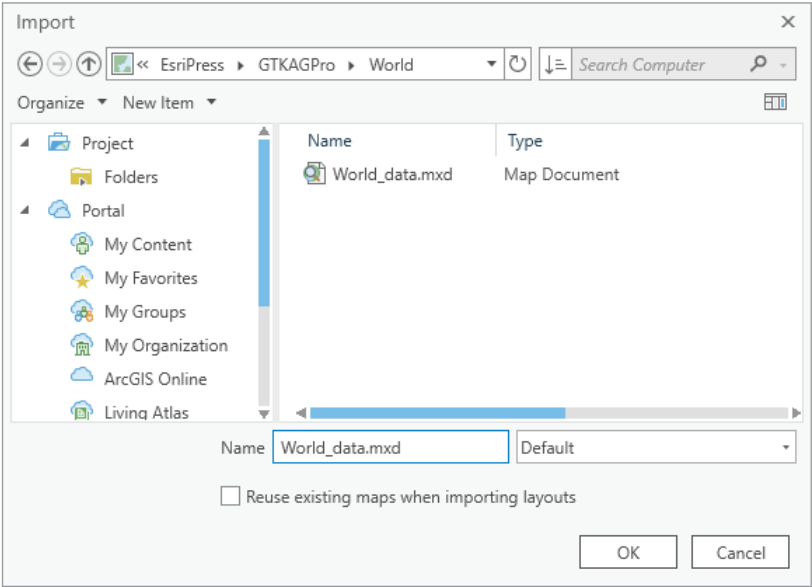 Import
« EsriPress GTKAGPro World Search Computer
Organize New Item
Project
Folders
Portal
My Content
My Favorites
My Groups
My Organization
ArcGIS Online
Living Atlas
Name Type
World_data.mxd Map Document
Name World_data.mxd Default
Reuse existing maps when importing layouts
OK Cancel